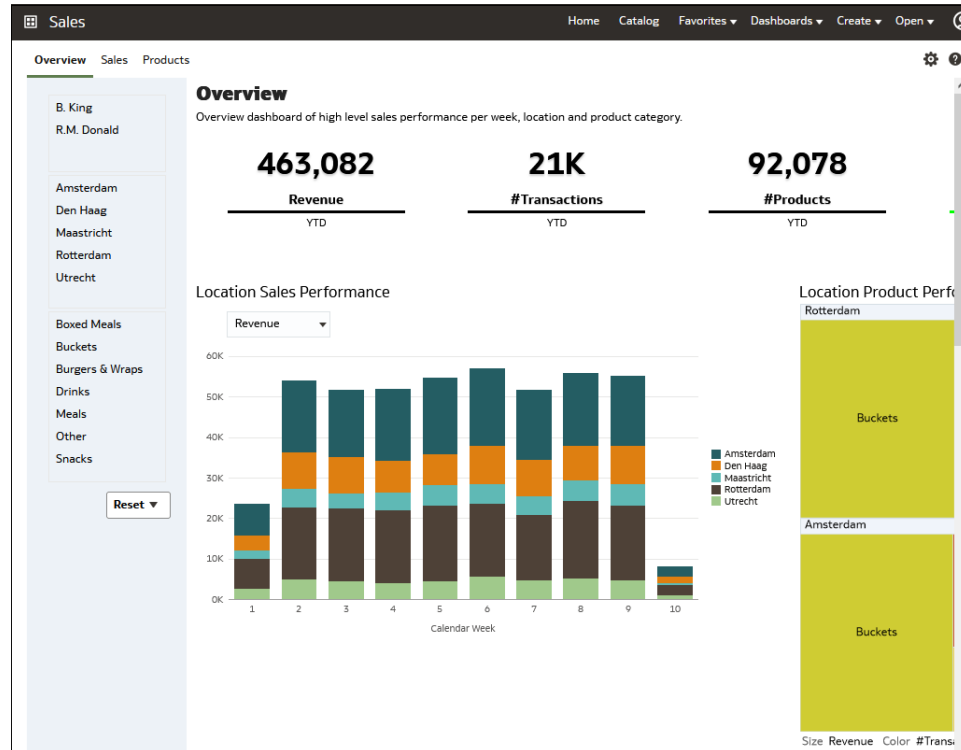 Sales
Home Catalog Favorites Dashboards Create Open
Overview Sales Products
B. King
R.M. Donald
Amsterdam
Den Haag
Maastricht
Rotterdam
Utrecht
Boxed Meals
Buckets
Burgers & Wraps
Drinks
Meals
Other
Snacks
Reset
Overview
Overview dashboard of high level sales performance per week, location and product category.
463,082
Revenue
YTD
21K
#Transactions
YTD
92,078
#Products
YTD
Location Sales Performance
Revenue
60K
50K
40K
30K
20K
10K
0K
1 2 3 4 5 6 7 8 9 10
Calendar Week
Amsterdam
Den Haag
Maastricht
Rotterdam
Utrecht
Location Product Perfo
Rotterdam
Buckets
Amsterdam
Buckets
Size Revenue Color #Transa